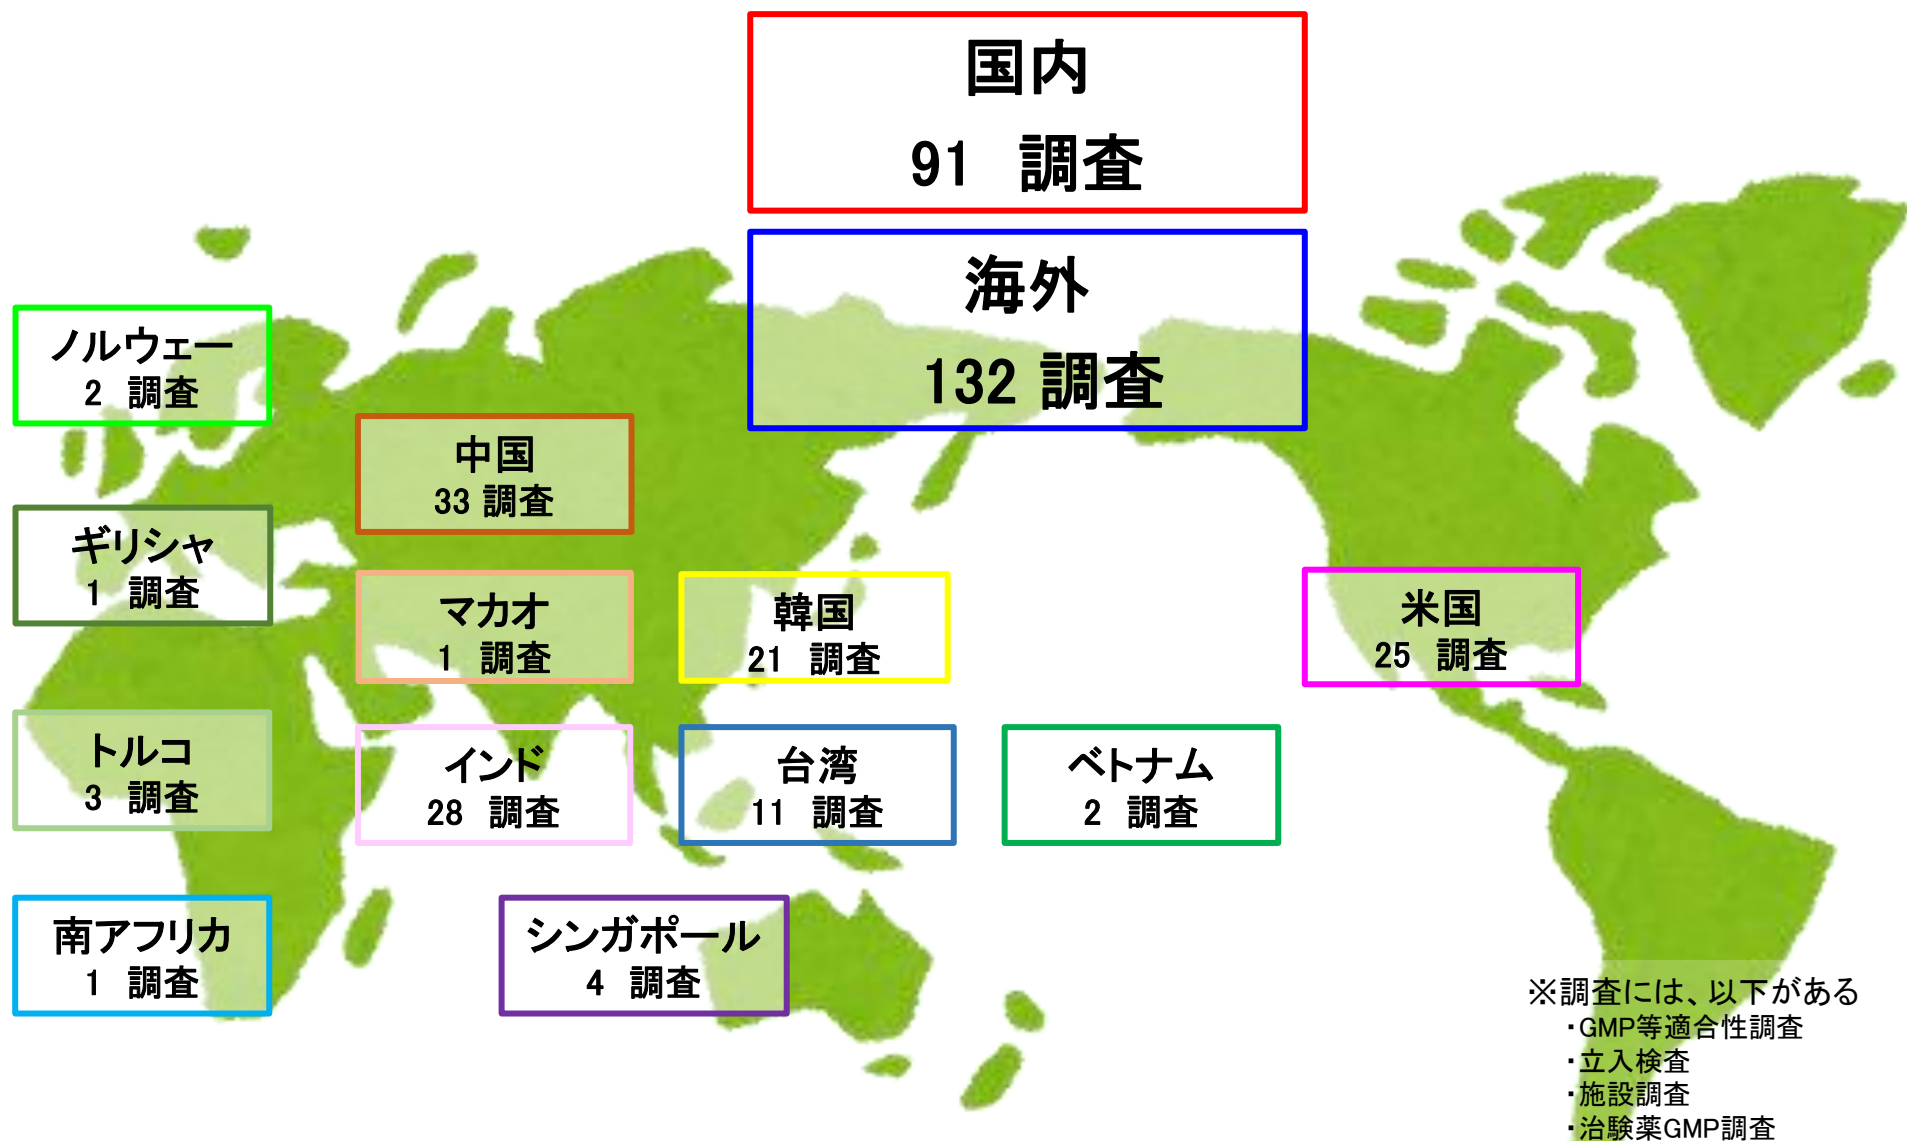 国内
91 調査
海外
132 調査
ノルウェー
2 調査
中国
33 調査
ギリシャ
1 調査
マカオ
1 調査
韓国
21 調査
米国
25 調査
トルコ
3 調査
インド
28 調査
台湾
11 調査
ベトナム
2 調査
南アフリカ
1 調査
シンガポール
4 調査
※調査には、以下がある
・GMP等適合性調査
・立入検査
・施設調査
・治験薬GMP調査